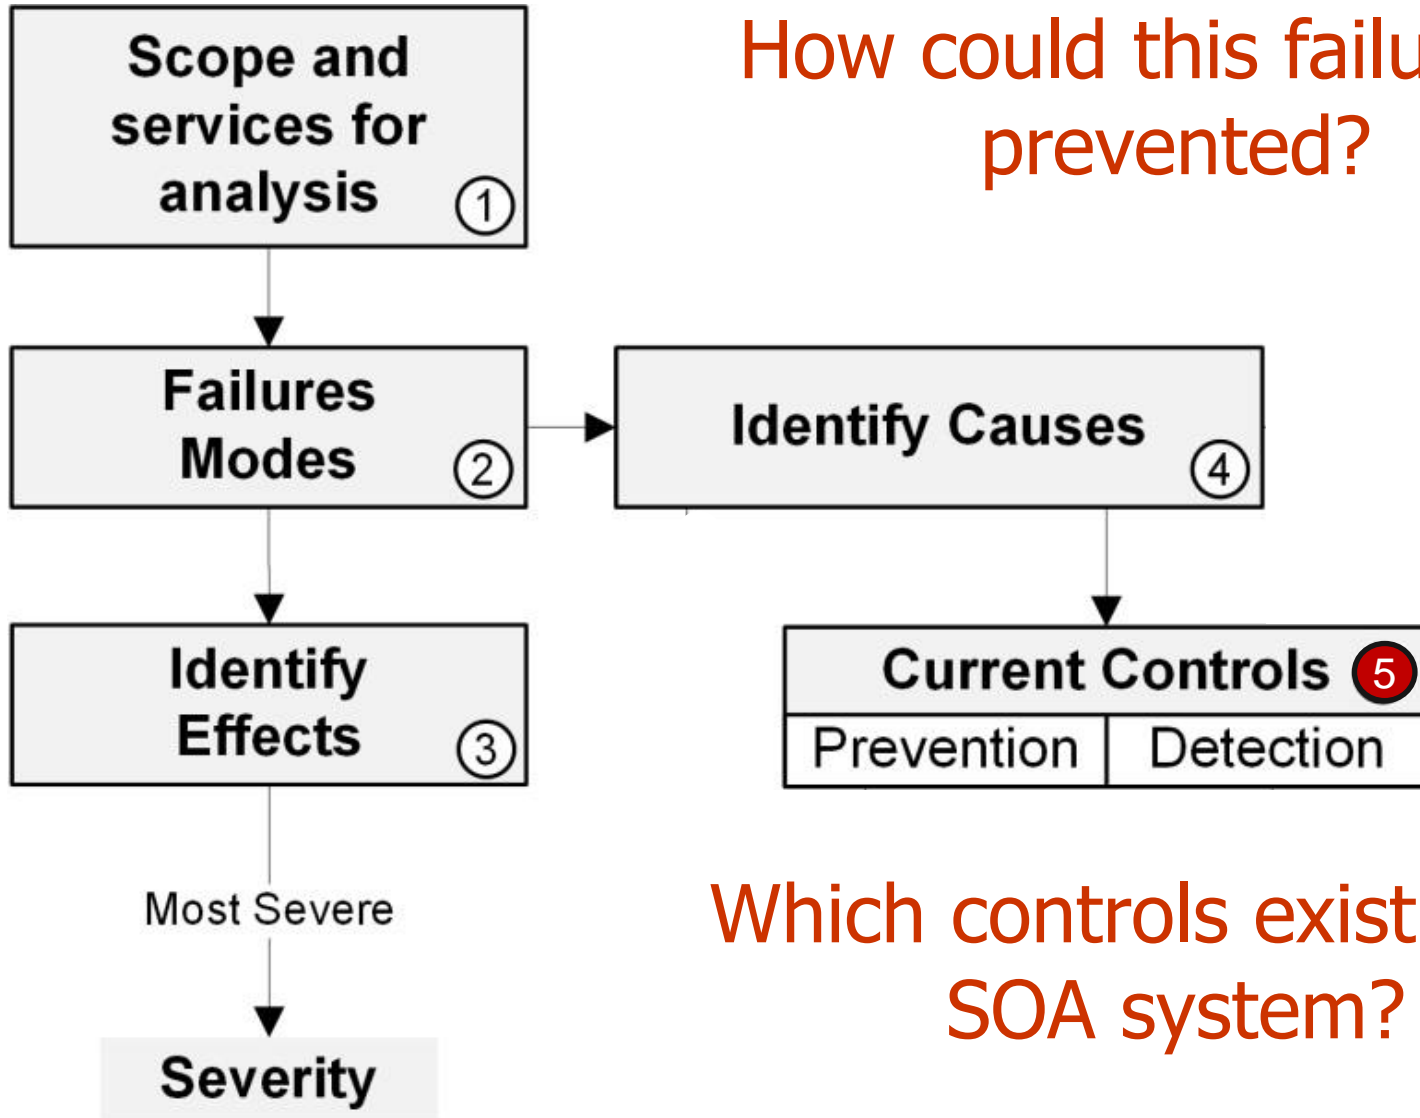 Scope and
services for
analysis
1
How could this
prevented?
Failures
Modes
2
Identify Causes
4
Identify
Effects
3
Current Controls 5
Prevention
Detection
Most Severe
Which controls exist
SOA system?
Severity